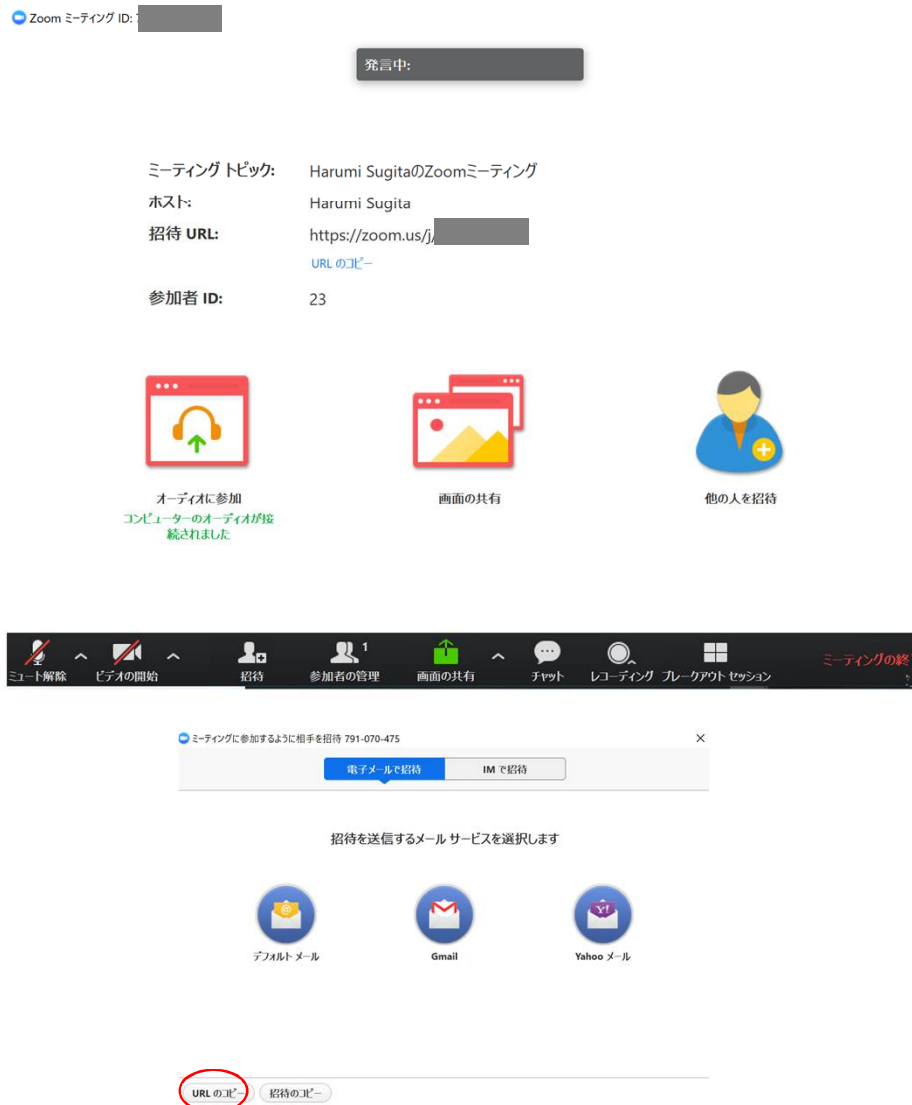 Zoom ミーティング ID:
発言中:
ミーティング トピック: Harumi SugitaのZoomミーティング
ホスト: Harumi Sugita
招待 URL: https://zoom.us/j/
URL のコピー
参加者 ID: 23
オーディオに参加 画面の共有 他の人を招待
コンピューターのオーディオが接
続されました
1
ミュート解除 ビデオの開始 招待 参加者の管理 画面の共有 チャット レコーディング ブレークアウト セッション ミーティングの終
ミーティングに参加するように相手を招待 791-070-475
電子メールで招待 IM で招待
招待を送信するメール サービスを選択します
デフォルト メール Gmail Yahoo メール
URL のコピー 招待のコピー